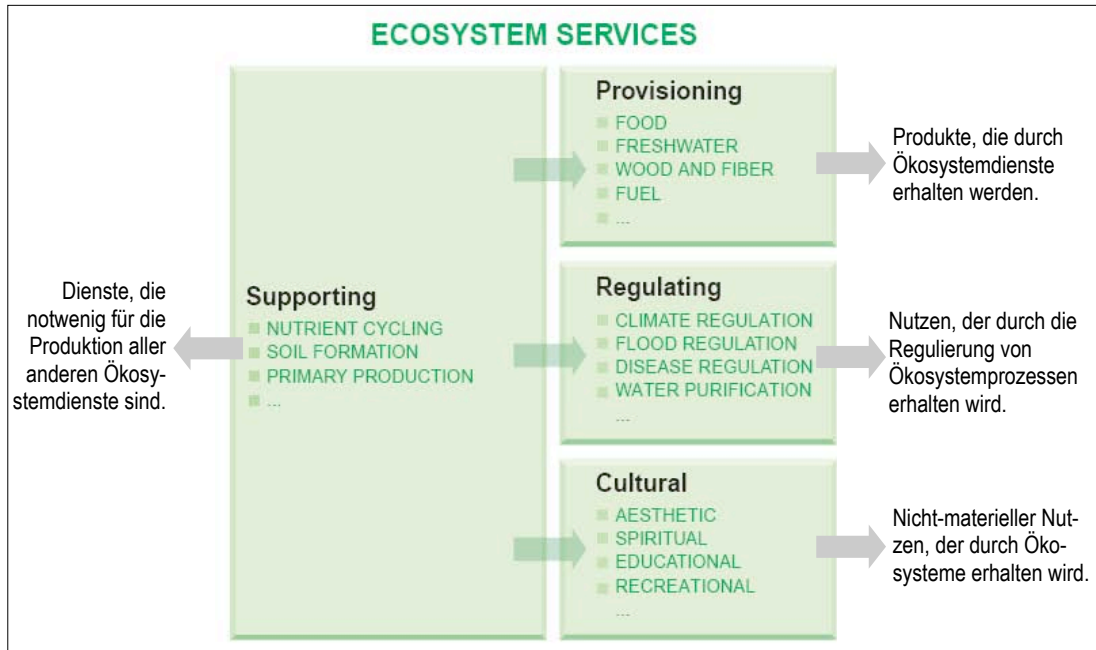 ECOSYSTEM SERVICES
Dienste, die
notwenig für die
Produktion aller
anderen Ökosy-
stemdienste sind.
Supporting
NUTRIENT CYCLING
SOIL FORMATION
PRIMARY PRODUCTION
...
Provisioning
FOOD
FRESHWATER
WOOD AND FIBER
FUEL
...
Produkte, die durch
Ökosystemdienste
erhalten werden.
Regulating
CLIMATE REGULATION
FLOOD REGULATION
DISEASE REGULATION
WATER PURIFICATION
...
Nutzen, der durch die
Regulierung von
Ökosystemprozessen
erhalten wird.
Cultural
AESTHETIC
SPIRITUAL
EDUCATIONAL
RECREATIONAL
...
Nicht-materieller Nut-
zen, der durch Öko-
systeme erhalten wird.